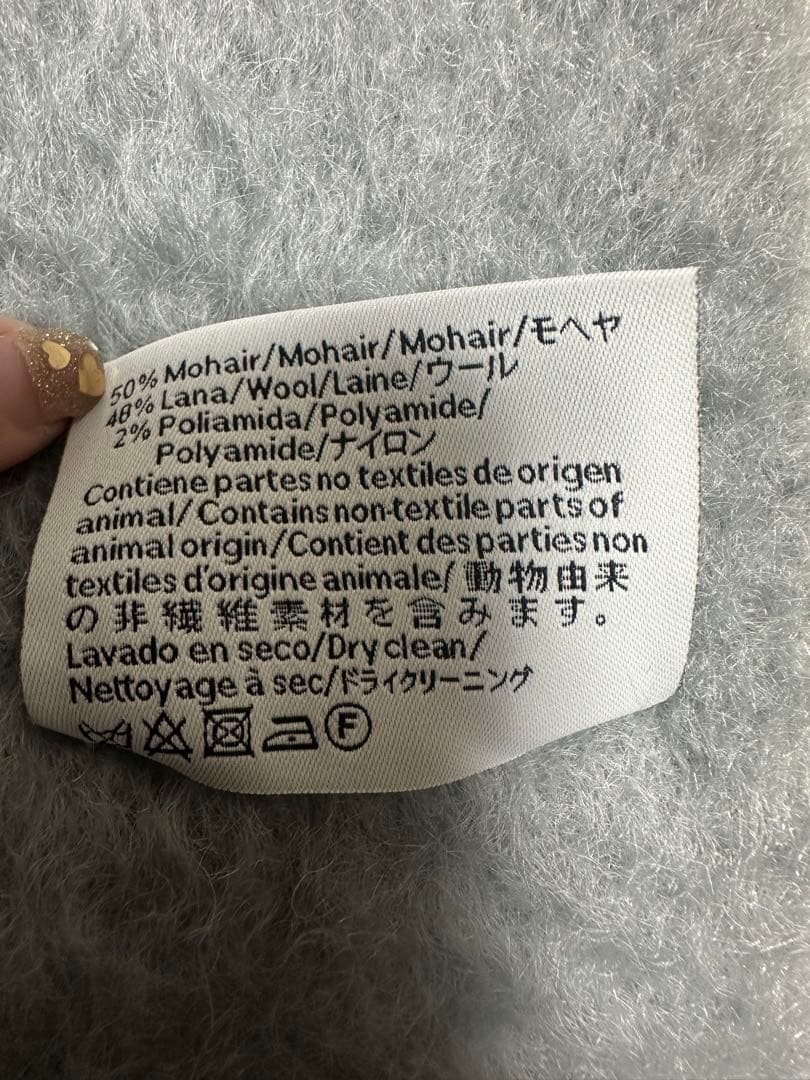 50% Mohair/Mohair/Mohair/モヘヤ
48% Lana/Wool/Laine/ウール
2% Poliamida/Polyamide/
Polyamide/ナイロン
Contiene partes no textiles de origen
animal/Contains non-textile parts of
animal origin/Contient des parties non
textiles d'origine animale/動物由来
の非繊維素材を含みます。
Lavado en seco/Dry clean/
Nettoyage à sec/ドライクリーニング
F